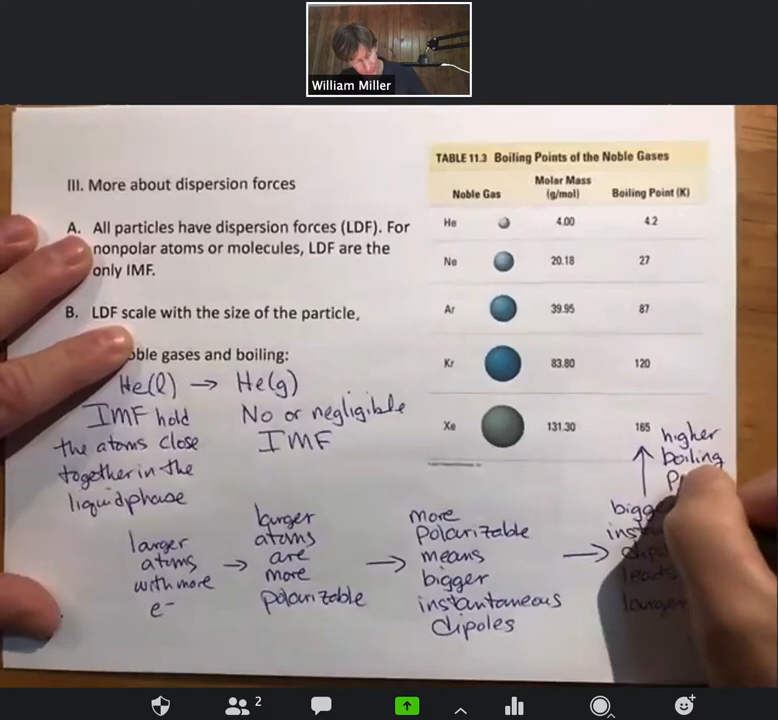 William Miller
III. More about dispersion forces
A. All particles have dispersion forces (LDF). For
nonpolar atoms or molecules, LDF are the
only IMF.
B. LDF scale with the size of the particle,
oble gases and boiling:
He(l) → He(g)
IMF hold
the atoms close
together in the
liquid phase
No or negligible
IMF
TABLE 11.3 Boiling Points of the Noble Gases
Noble Gas Molar Mass (g/mol) Boiling Point (K)
He 4.00 4.2
Ne 20.18 27
Ar 39.95 87
Kr 83.80 120
Xe 131.30 165
higher
boiling
larger
atoms
with more
e-
→
larger
atoms
are
more
polarizable
→
more
polarizable
means
bigger
instantaneous
dipoles
→
leads
larger
2